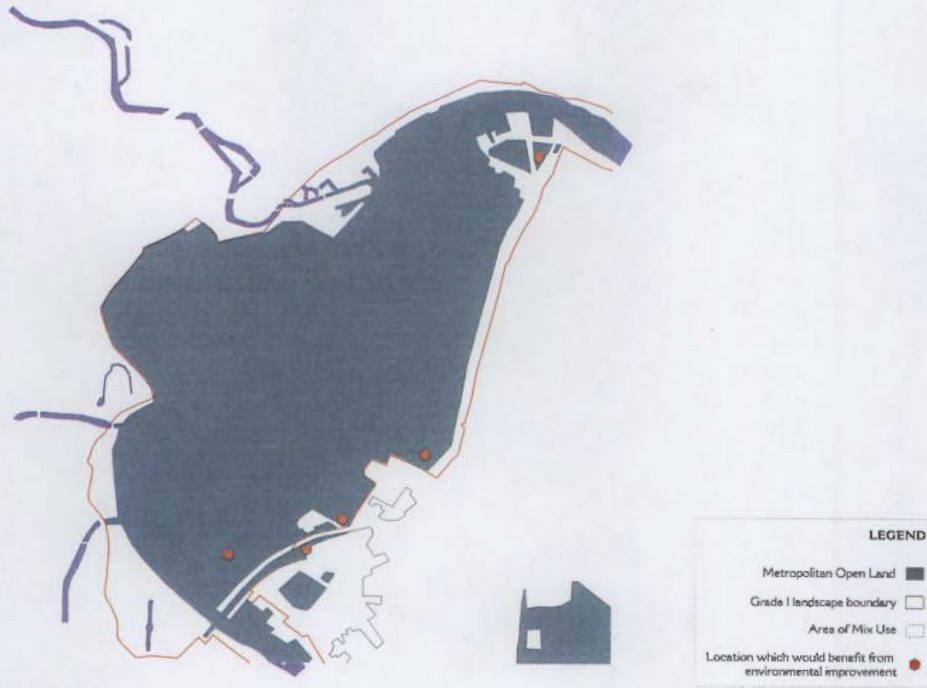 LEGEND
Metropolitan Open Land
Grade I landscape boundary
Area of Mix Use
Location which would benefit from
environmental improvement